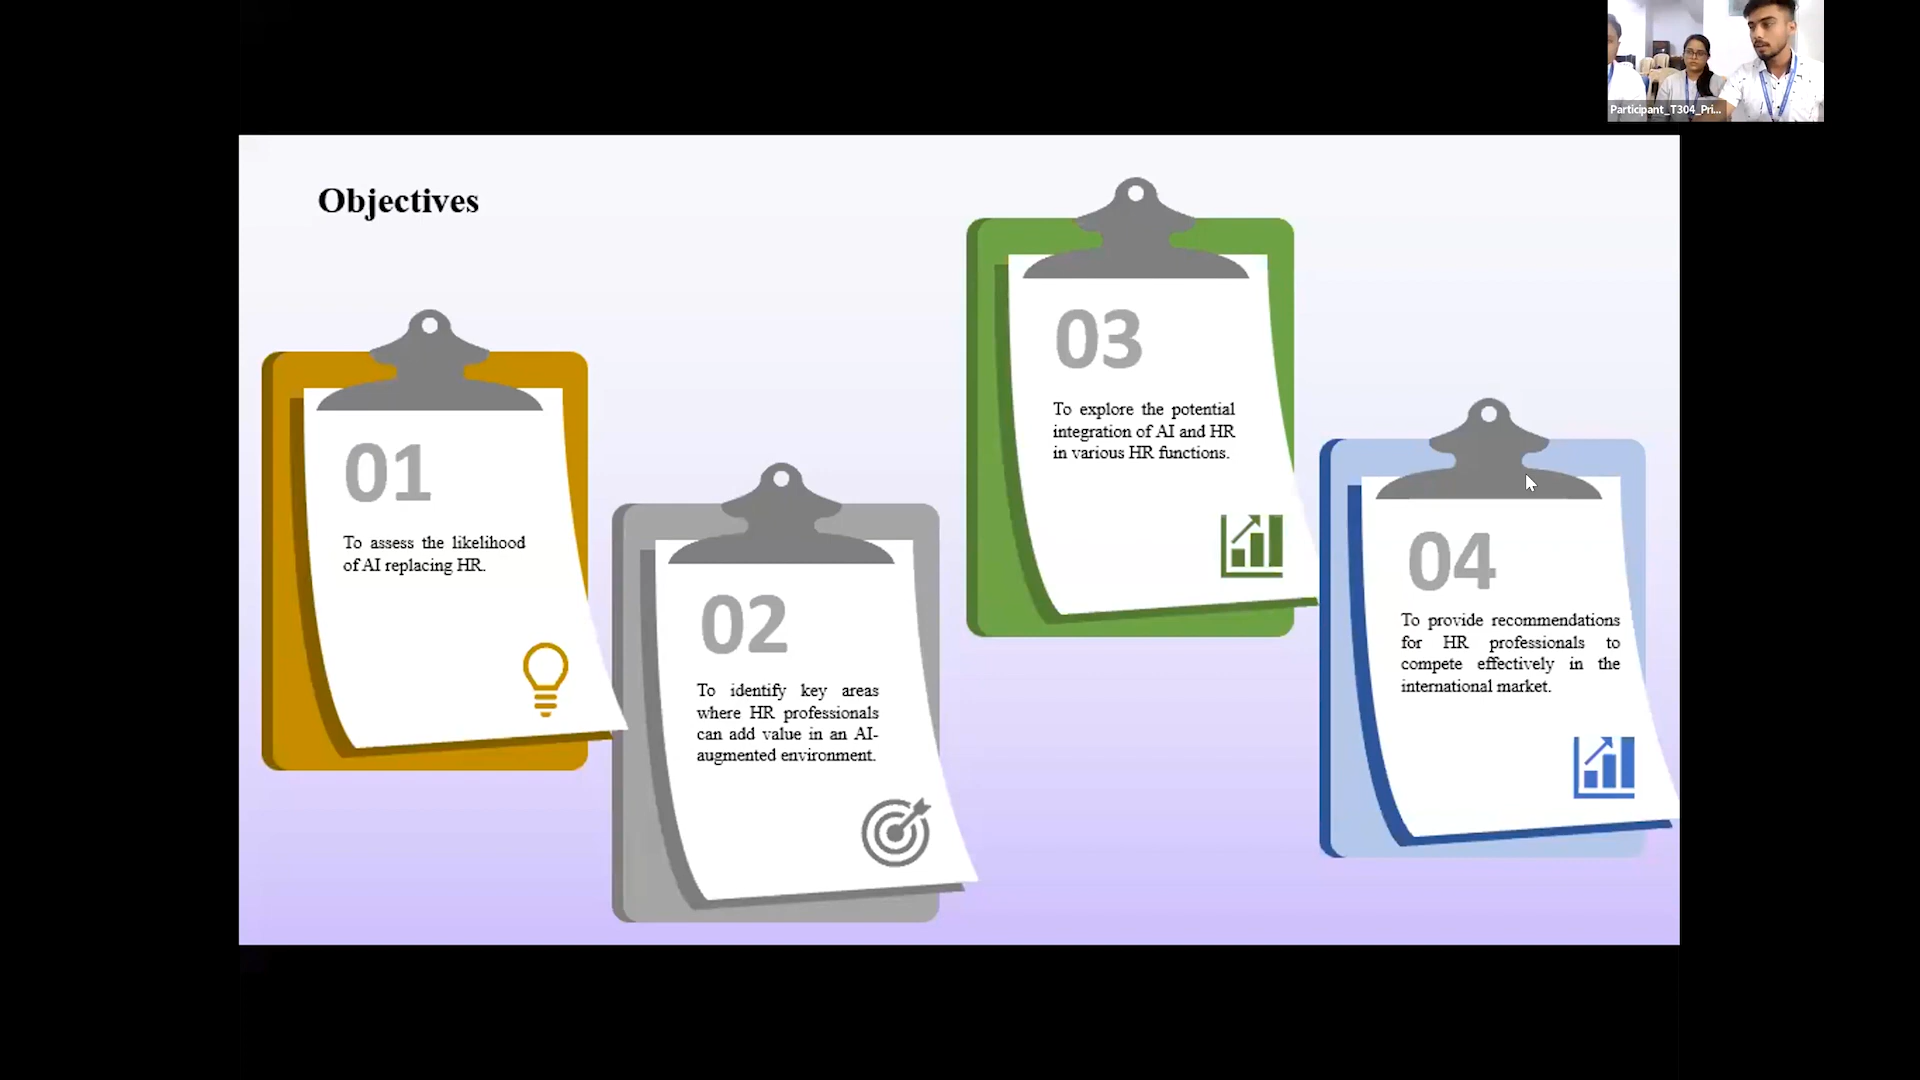 Participant_T304_Pri...
Objectives
01
To assess the likelihood
of AI replacing HR.
02
To identify key areas
where HR professionals
can add value in an AI-
augmented environment.
03
To explore the potential
integration of AI and HR
in various HR functions.
04
To provide recommendations
for HR professionals to
compete effectively in the
international market.